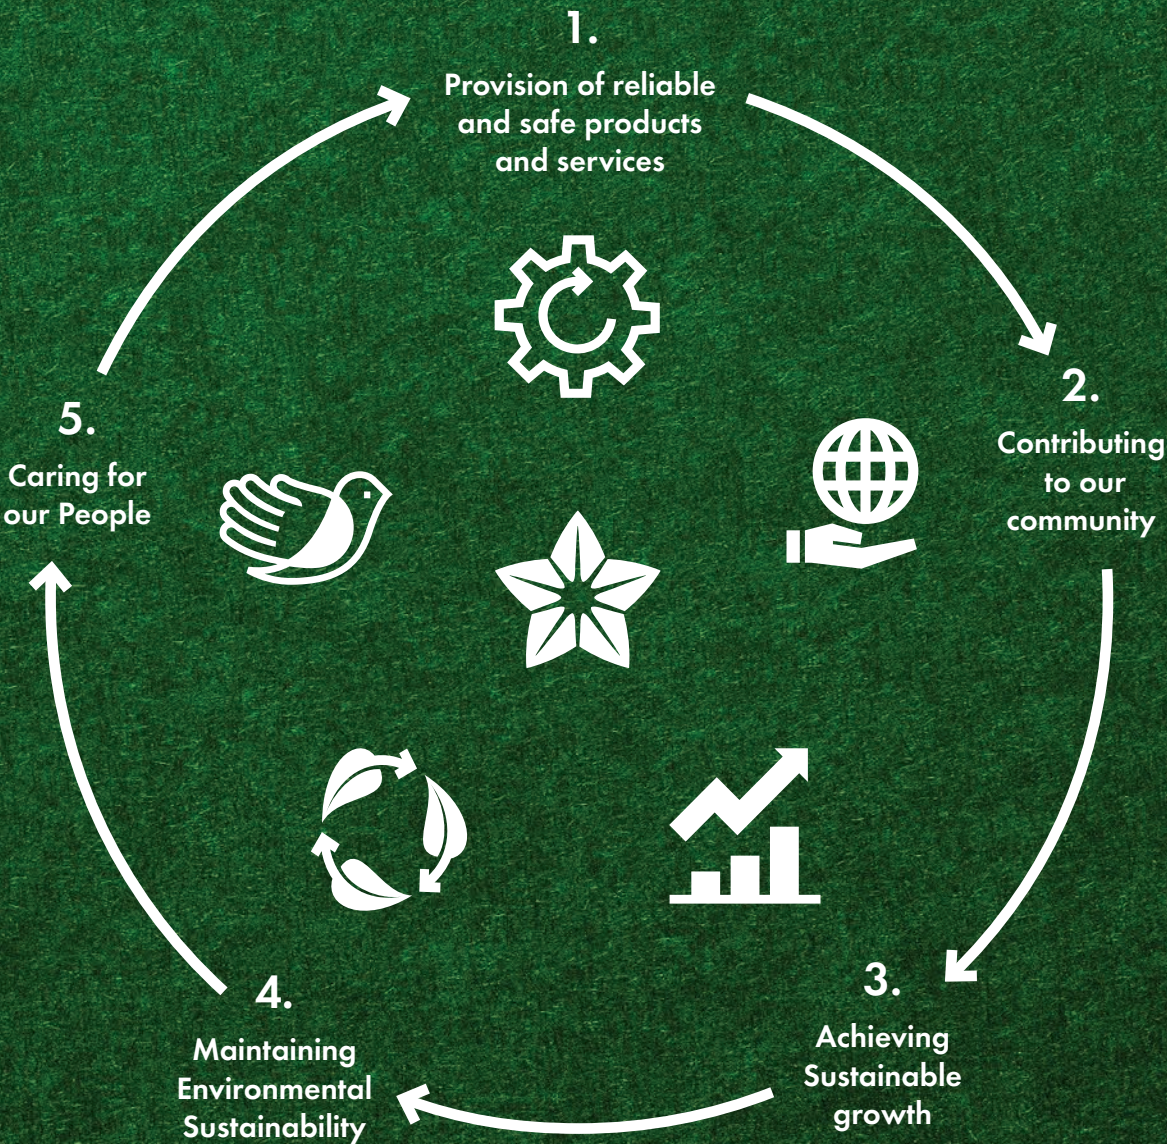 1.
Provision of reliable
and safe products
and services
2.
Contributing
to our
community
3.
Achieving
Sustainable
growth
4.
Maintaining
Environmental
Sustainability
5.
Caring for
our People